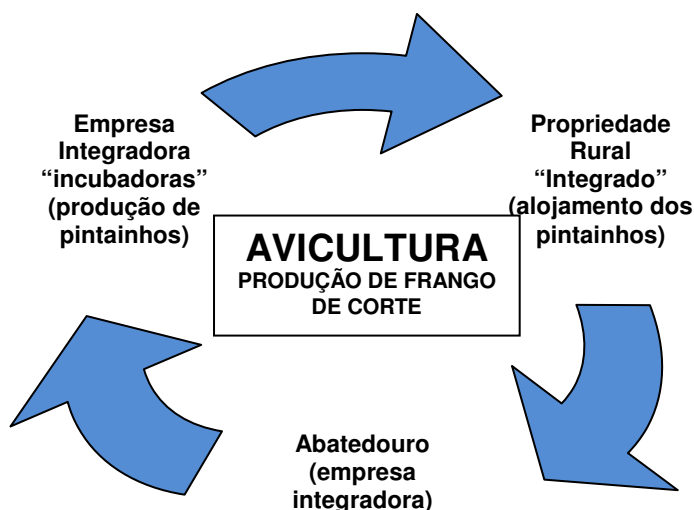 Empresa
Integradora
“incubadoras”
(produção de
pintainhos)
Propriedade
Rural
“Integrado”
(alojamento dos
pintainhos)
AVICULTURA
PRODUÇÃO DE FRANGO
DE CORTE
Abatedouro
(empresa
integradora)